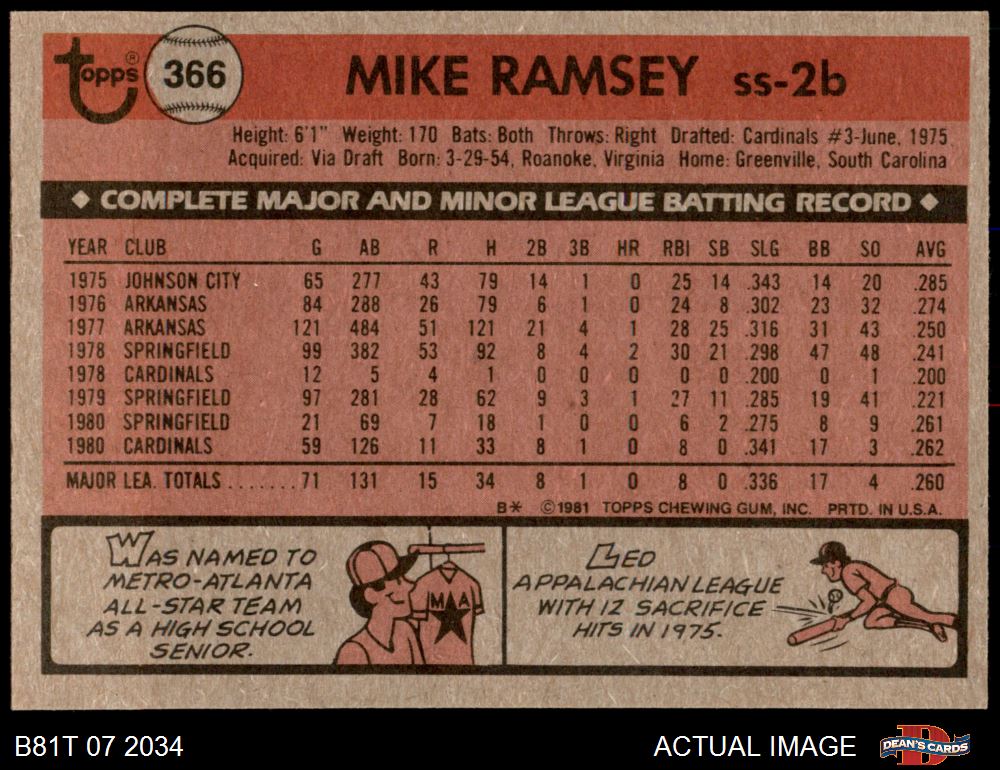 Topps® 366 MIKE RAMSEY ss-2b
Height: 6'1" Weight: 170 Bats: Both Throws: Right Drafted: Cardinals #3-June, 1975.
Acquired: Via Draft Born: 3-29-54, Roanoke, Virginia Home: Greenville, South Carolina
◆ COMPLETE MAJOR AND MINOR LEAGUE BATTING RECORD ◆
YEAR CLUB G AB R H 2B 3B HR RBI SB SLG BB SO AVG
1975 JOHNSON CITY 65 277 43 79 14 1 0 25 14 .343 14 20 .285
1976 ARKANSAS 84 288 26 79 6 1 0 24 8 .302 23 32 .274
1977 ARKANSAS 121 484 51 121 21 4 1 28 25 .316 31 43 .250
1978 SPRINGFIELD 99 382 53 92 8 4 2 30 21 .298 47 48 .241
1978 CARDINALS 12 5 4 1 0 0 0 0 0 .200 0 1 .200
1979 SPRINGFIELD 97 281 28 62 9 3 1 27 11 .285 19 41 .221
1980 SPRINGFIELD 21 69 7 18 1 0 0 6 2 .275 8 9 .261
1980 CARDINALS 59 126 11 33 8 1 0 8 0 .341 17 3 .262
MAJOR LEA. TOTALS .......71 131 15 34 8 1 0 8 0 .336 17 4 .260
B* ©1981 TOPPS CHEWING GUM, INC. PRTD. IN U.S.A.
WAS NAMED TO
METRO-ATLANTA
ALL-STAR TEAM
AS A HIGH SCHOOL
SENIOR.
M A
LED
APPALACHIAN LEAGUE
WITH 12 SACRIFICE
HITS IN 1975.
B81T 07 2034 ACTUAL IMAGE DEAN'S CARDS